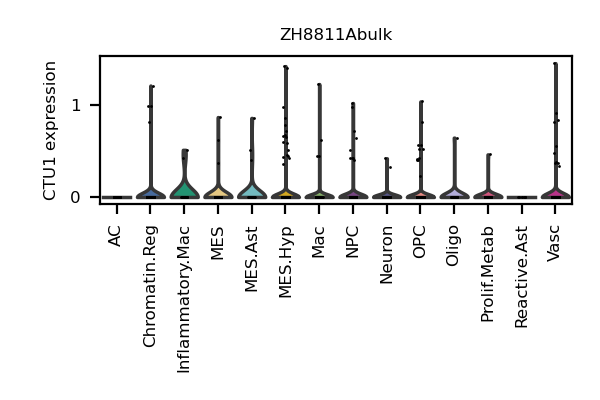 ZH8811Abulk
CTU1 expression
1
0
AC
Chromatin.Reg
Inflammatory.Mac
MES
MES.Ast
MES.Hyp
Mac
NPC
Neuron
OPC
Oligo
Prolif.Metab
Reactive.Ast
Vasc